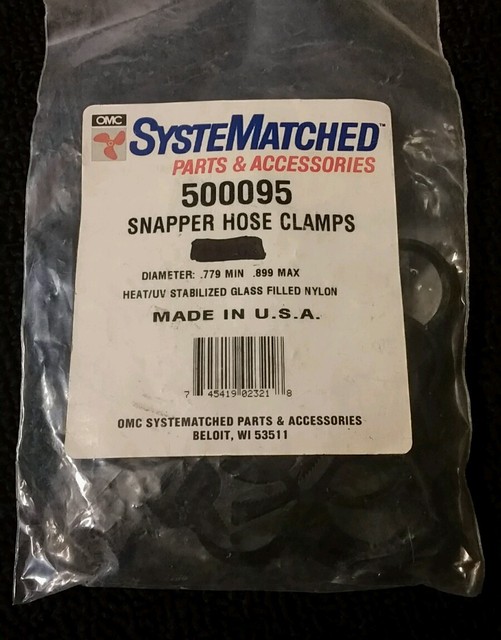 OMC
SYSTEMATCHED™
PARTS & ACCESSORIES
500095
SNAPPER HOSE CLAMPS
DIAMETER: .779 MIN .899 MAX
HEAT/UV STABILIZED GLASS FILLED NYLON
MADE IN U.S.A.
7 45419 02321 8
OMC SYSTEMATCHED PARTS & ACCESSORIES
BELOIT, WI 53511